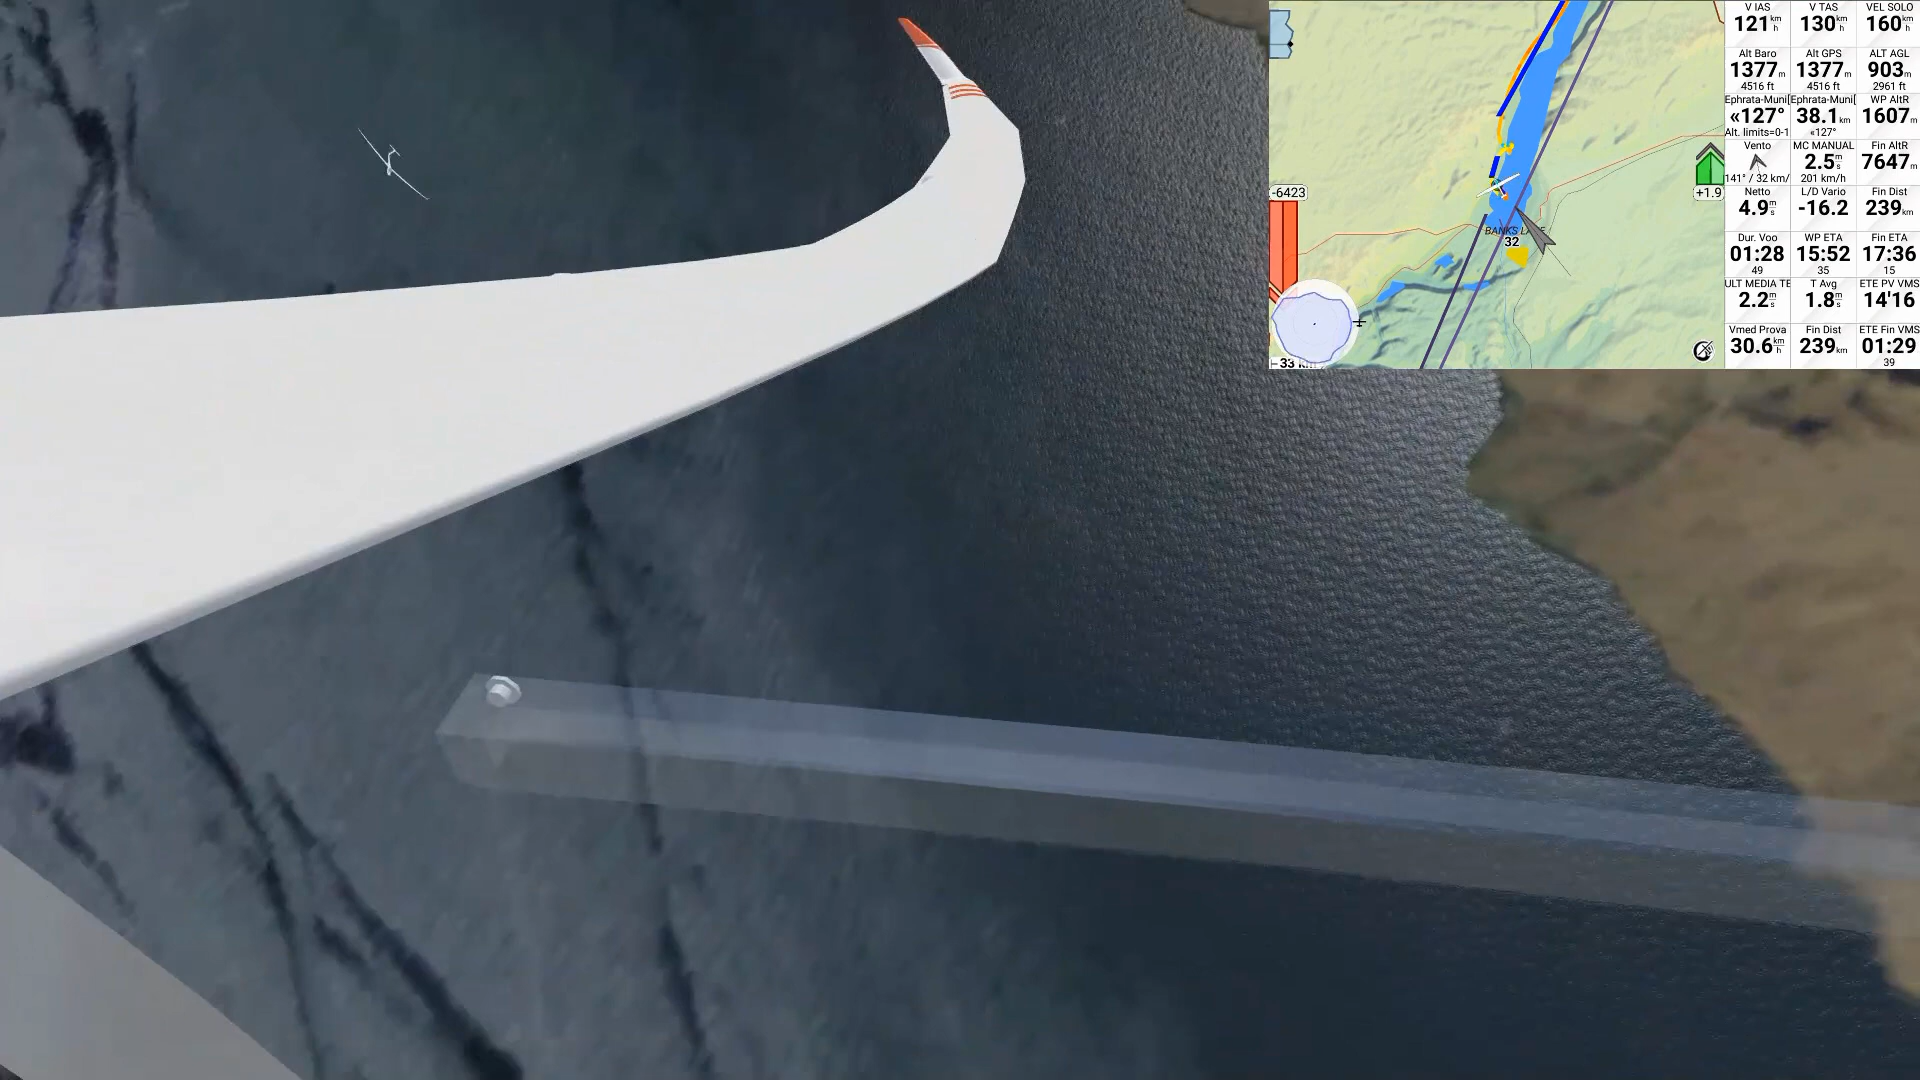 V IAS V TAS VEL SOLO
121 km/h 130 km/h 160 km/h
Alt Baro Alt GPS ALT AGL
1377 m 1377 m 903 m
4516 ft 4516 ft 2961 ft
Ephrata-Muni[ Ephrata-Muni[ WP AltR
«127° 38.1 km 1607 m
Alt. limits=0-1 «127°
Vento MC MANUAL Fin AltR
2.5 m/s 7647 m
141° / 32 km/ 201 km/h
Netto L/D Vario Fin Dist
4.9 m/s -16.2 239 km
Dur. Voo WP ETA Fin ETA
01:28 15:52 17:36
49 35 15
ULT MEDIA TE T Avg ETE PV VMS
2.2 m/s 1.8 m/s 14'16
Vmed Prova Fin Dist ETE Fin VMS
30.6 km/h 239 km 01:29
39
+1.9
-6423
32
33